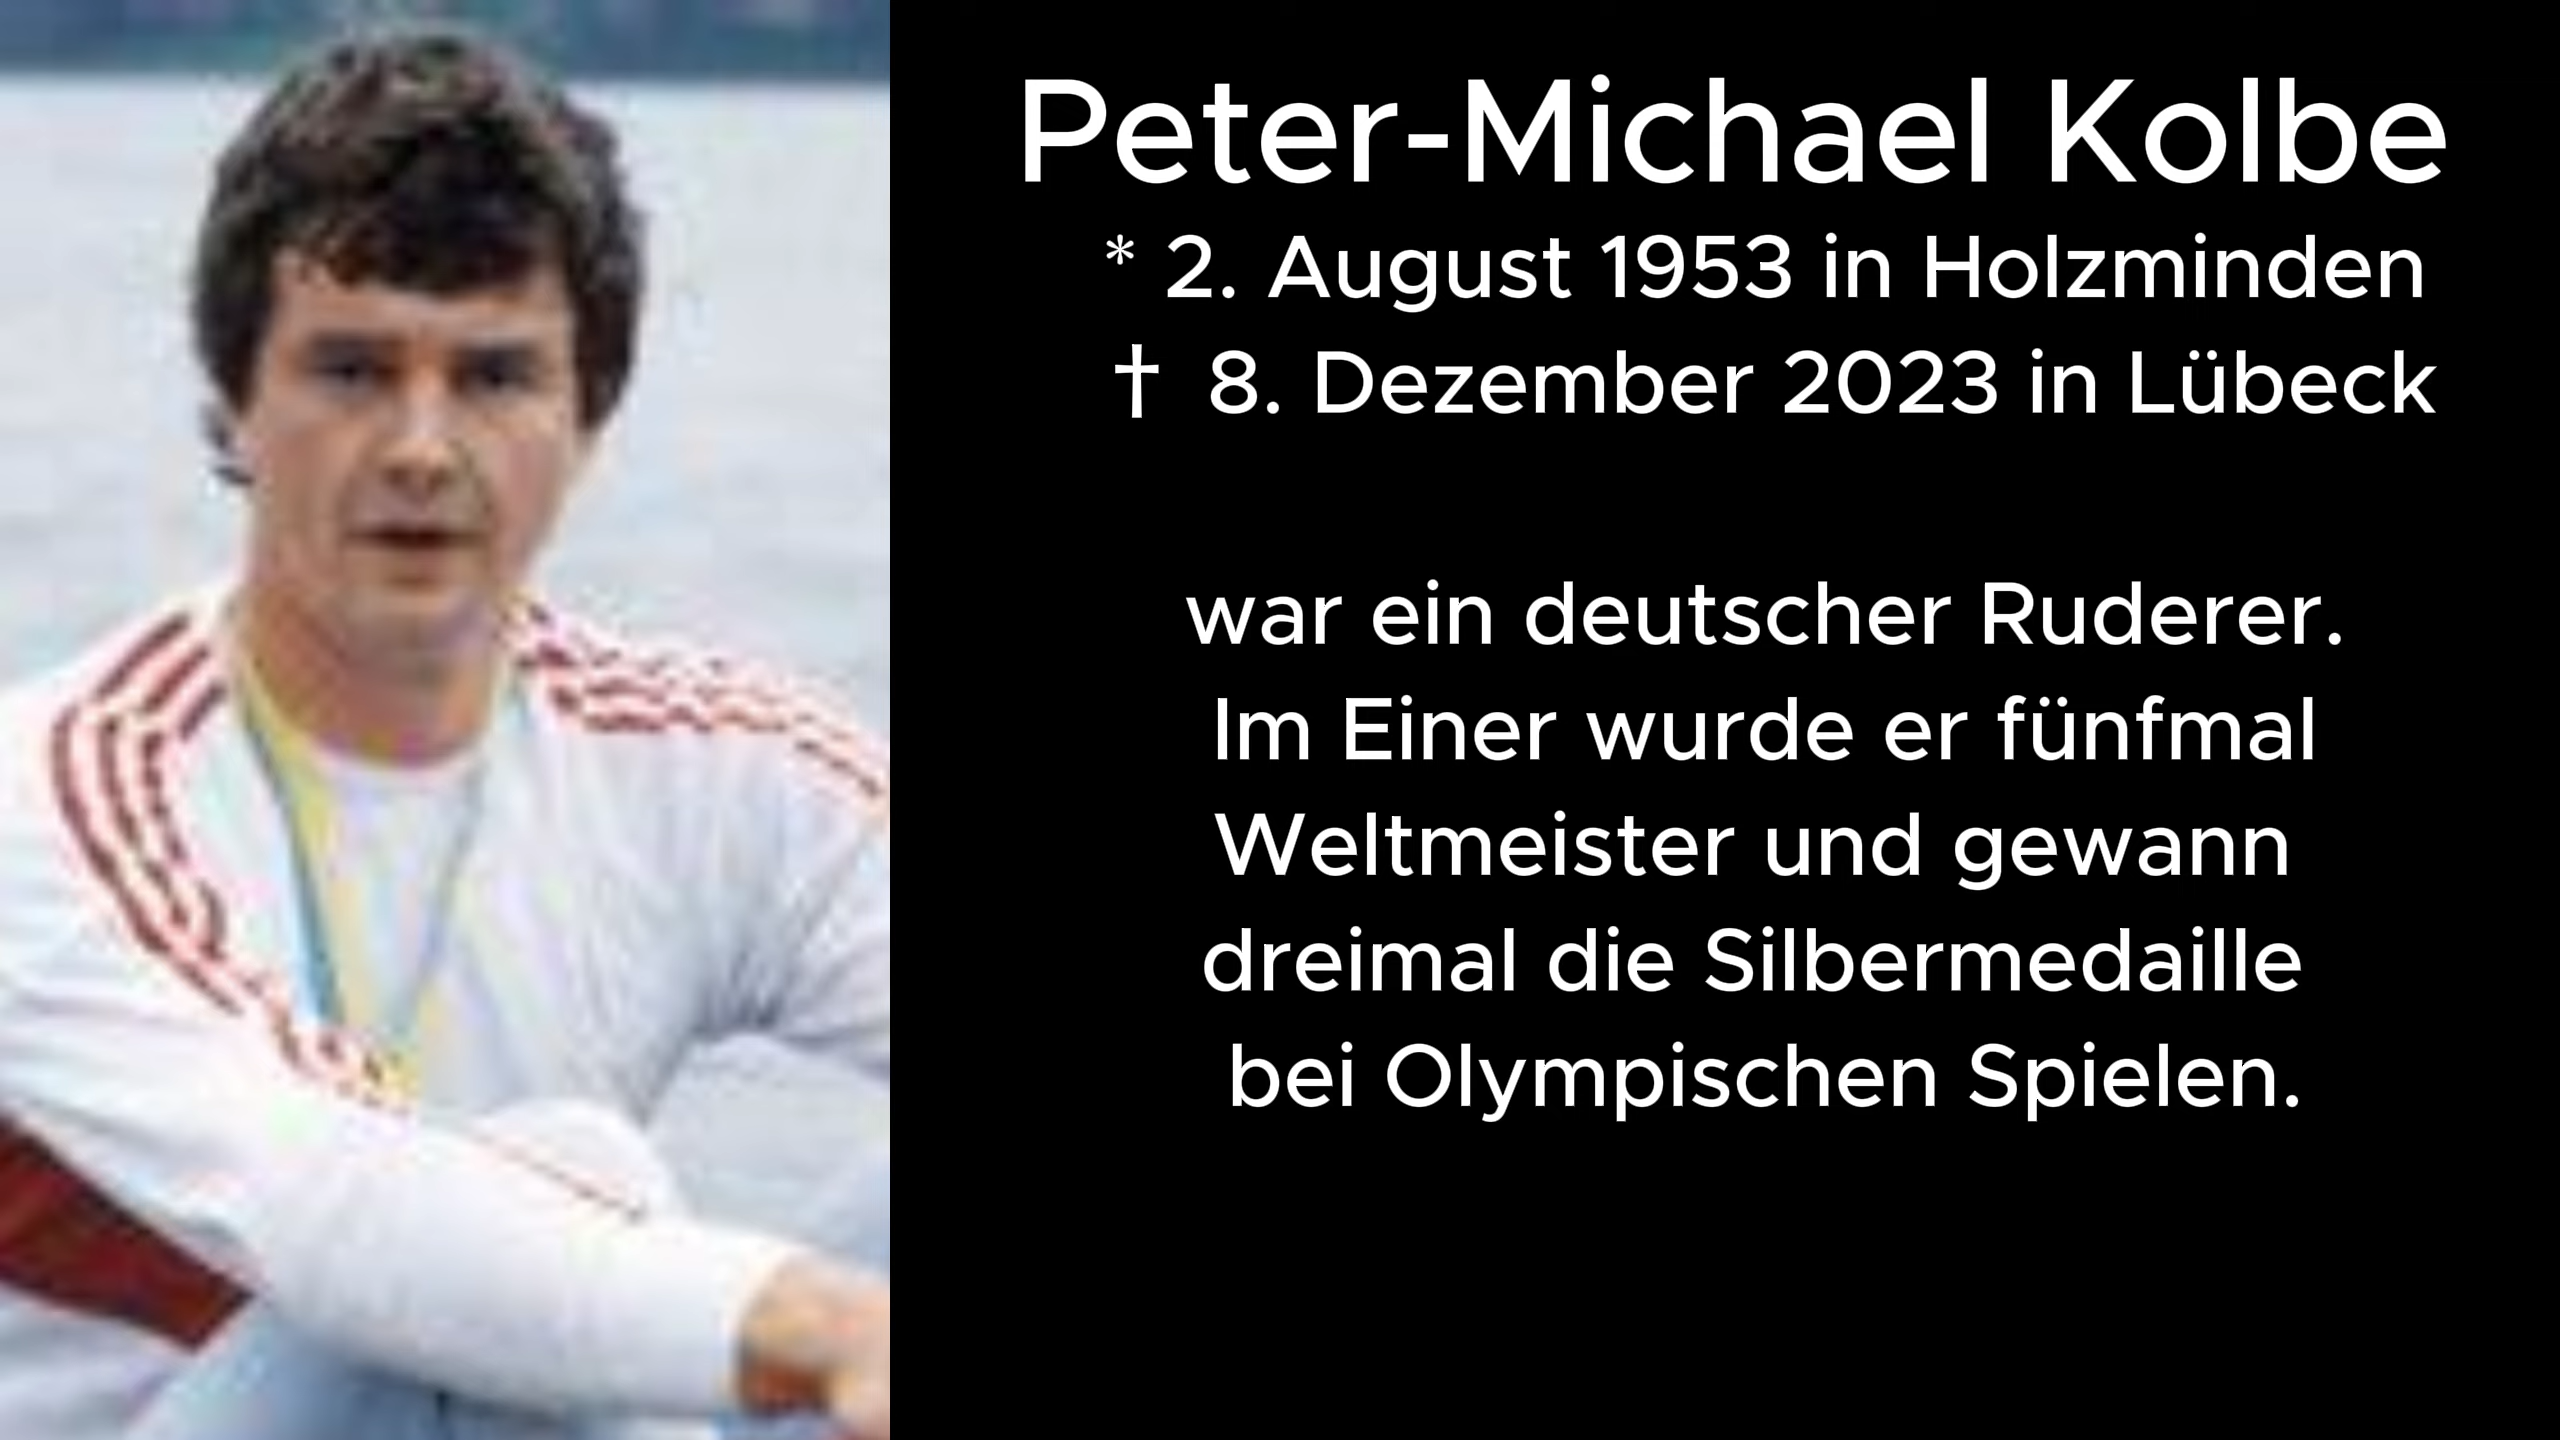 Peter-Michael Kolbe
* 2. August 1953 in Holzminden
† 8. Dezember 2023 in Lübeck
war ein deutscher Ruderer.
Im Einer wurde er fünfmal
Weltmeister und gewann
dreimal die Silbermedaille
bei Olympischen Spielen.